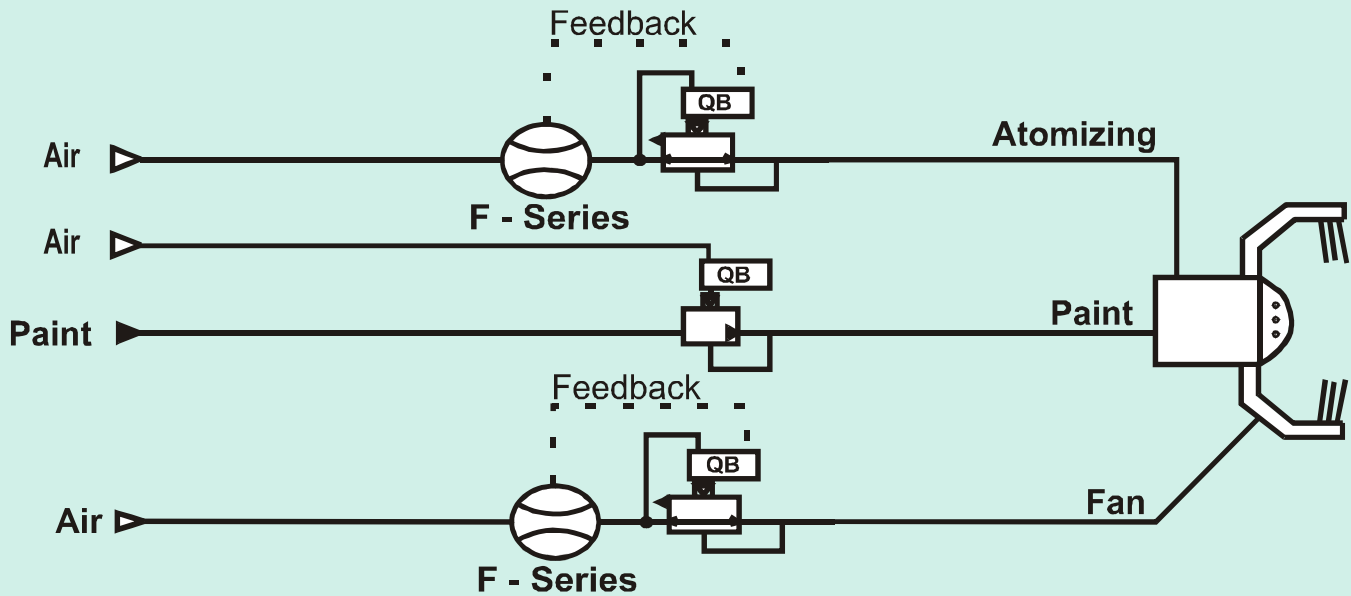 Feedback
QB
Air
Atomizing
F - Series
Air
QB
Paint
Paint
Feedback
QB
Air
Fan
F - Series